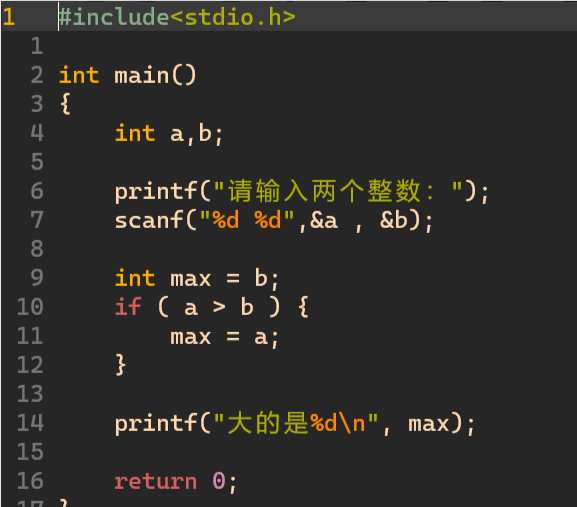 1 #include<stdio.h>
1
2 int main()
3 {
4     int a,b;
5
6     printf("请输入两个整数: ");
7     scanf("%d %d",&a , &b);
8
9     int max = b;
10     if ( a > b ) {
11         max = a;
12     }
13
14     printf("大的是%d\n", max);
15
16     return 0;
17 }